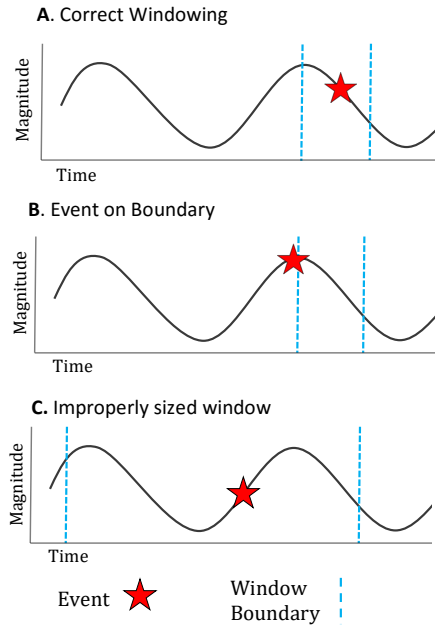 A. Correct Windowing
Magnitude
Time
B. Event on Boundary
Magnitude
Time
C. Improperly sized window
Magnitude
Time
Event
Window
Boundary